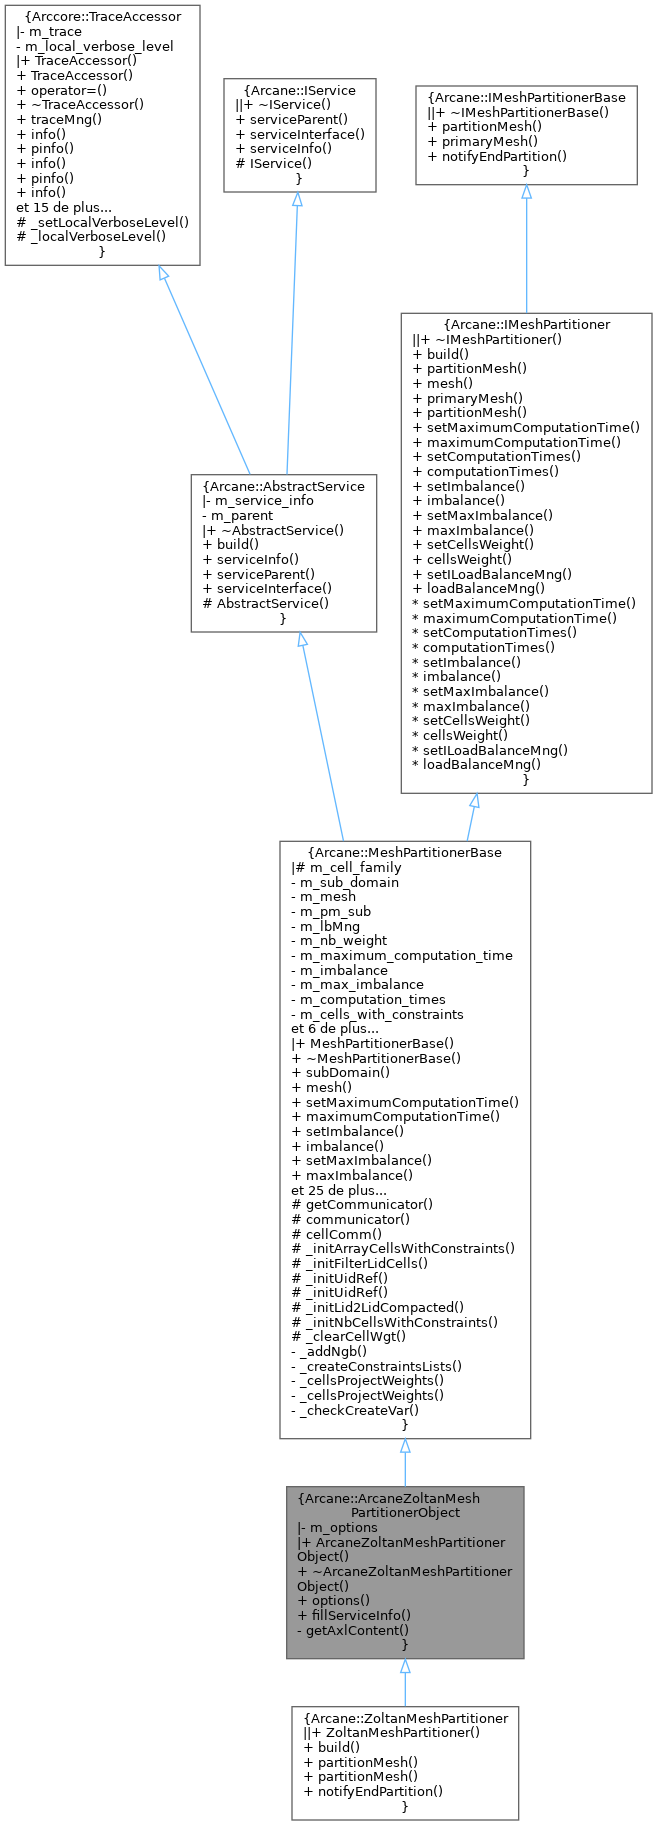 {Arccore::TraceAccessor
|- m_trace
- m_local_verbose_level
|+ TraceAccessor()
+ TraceAccessor()
+ operator=()
+ ~TraceAccessor()
+ traceMng()
+ info()
+ pinfo()
+ info()
+ pinfo()
+ info()
et 15 de plus...
# _setLocalVerboseLevel()
# _localVerboseLevel()
}
{Arcane::IService
||+ ~IService()
+ serviceParent()
+ serviceInterface()
+ serviceInfo()
# IService()
}
{Arcane::IMeshPartitionerBase
||+ ~IMeshPartitionerBase()
+ partitionMesh()
+ primaryMesh()
+ notifyEndPartition()
}
{Arcane::IMeshPartitioner
||+ ~IMeshPartitioner()
+ build()
+ partitionMesh()
+ mesh()
+ primaryMesh()
+ partitionMesh()
+ setMaximumComputationTime()
+ maximumComputationTime()
+ setComputationTimes()
+ computationTimes()
+ setImbalance()
+ imbalance()
+ setMaxImbalance()
+ maxImbalance()
+ setCellsWeight()
+ cellsWeight()
+ setILoadBalanceMng()
+ loadBalanceMng()
* setMaximumComputationTime()
* maximumComputationTime()
* setComputationTimes()
* computationTimes()
* setImbalance()
* imbalance()
* setMaxImbalance()
* maxImbalance()
* setCellsWeight()
* cellsWeight()
* setILoadBalanceMng()
* loadBalanceMng()
}
{Arcane::AbstractService
|- m_service_info
- m_parent
|+ ~AbstractService()
+ build()
+ serviceInfo()
+ serviceParent()
+ serviceInterface()
# AbstractService()
}
{Arcane::MeshPartitionerBase
|# m_cell_family
- m_sub_domain
- m_mesh
- m_pm_sub
- m_lbMng
- m_nb_weight
- m_maximum_computation_time
- m_imbalance
- m_max_imbalance
- m_computation_times
- m_cells_with_constraints
et 6 de plus...
|+ MeshPartitionerBase()
+ ~MeshPartitionerBase()
+ subDomain()
+ mesh()
+ setMaximumComputationTime()
+ maximumComputationTime()
+ setImbalance()
+ imbalance()
+ setMaxImbalance()
+ maxImbalance()
et 25 de plus...
# getCommunicator()
# communicator()
# cellComm()
# _initArrayCellsWithConstraints()
# _initFilterLidCells()
# _initUidRef()
# _initUidRef()
# _initLid2LidCompacted()
# _initNbCellsWithConstraints()
# _clearCellWgt()
- _addNgb()
- _createConstraintsLists()
- _cellsProjectWeights()
- _cellsProjectWeights()
- _checkCreateVar()
}
{Arcane::ArcaneZoltanMesh
PartitionerObject
|- m_options
|+ ArcaneZoltanMeshPartitioner
Object()
+ ~ArcaneZoltanMeshPartitioner
Object()
+ options()
+ fillServiceInfo()
- getAxlContent()
}
{Arcane::ZoltanMeshPartitioner
||+ ZoltanMeshPartitioner()
+ build()
+ partitionMesh()
+ partitionMesh()
+ notifyEndPartition()
}